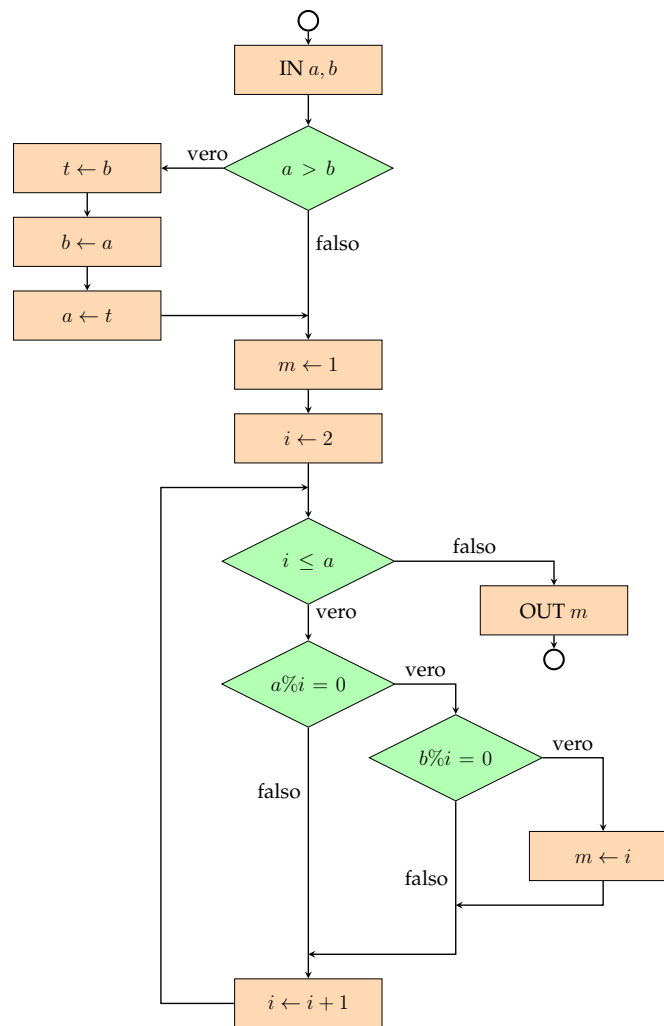 IN a, b
a > b
vero
falso
t ← b
b ← a
a ← t
m ← 1
i ← 2
i ≤ a
falso
vero
OUT m
a%i = 0
vero
falso
b%i = 0
vero
falso
m ← i
i ← i + 1